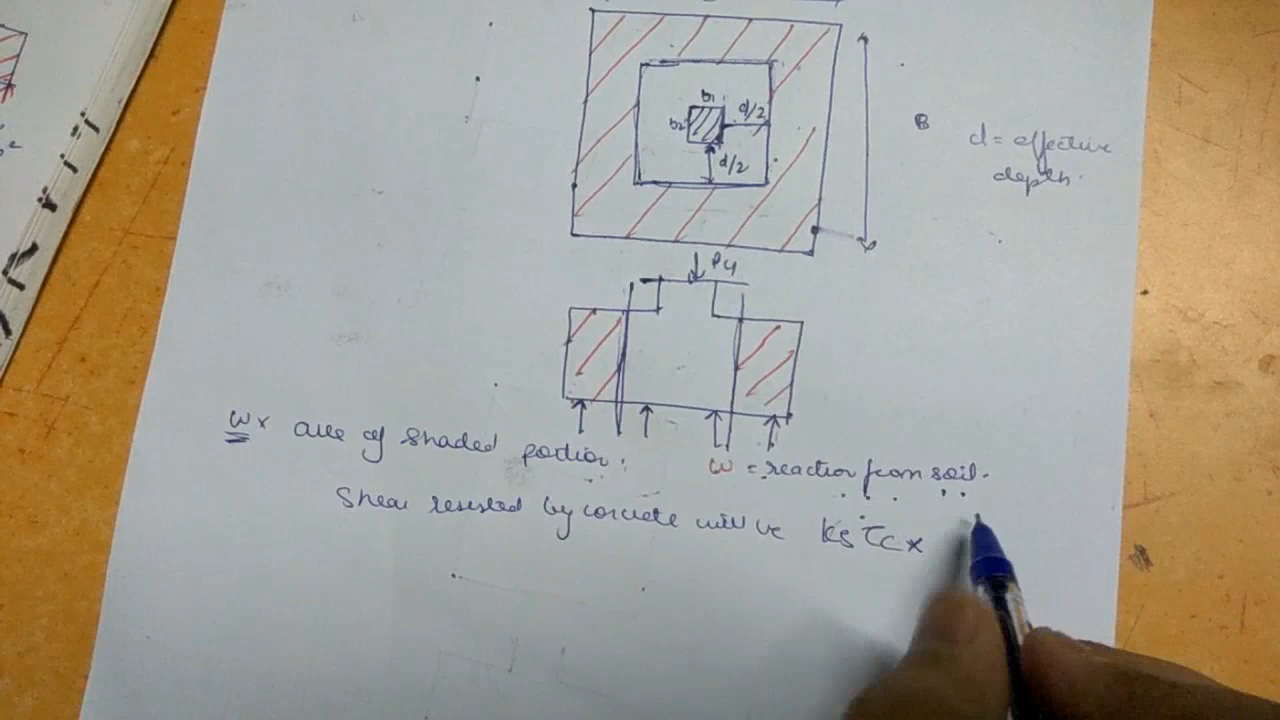 b1
d/2
b2
d/2
B
d = effective
depth.
Pu
w x area of shaded portion.
w = reaction from soil.
Shear resisted by concrete will be ks τc x